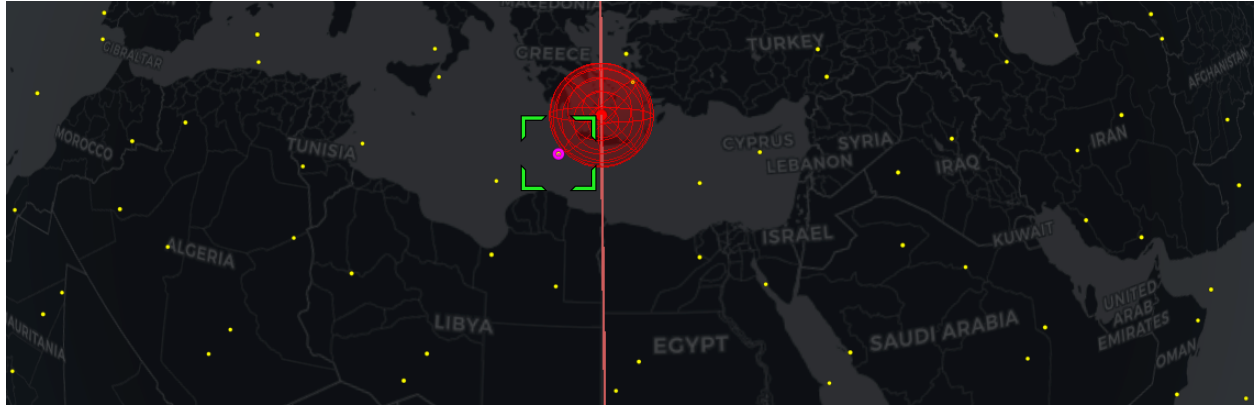 MACEDONIA
GIBRALTAR
GREECE
TURKEY
AFGHANISTAN
MOROCCO
TUNISIA
CYPRUS
SYRIA
LEBANON
IRAQ
IRAN
ALGERIA
ISRAEL
KUWAIT
LIBYA
EGYPT
SAUDI ARABIA
UNITED
ARAB
EMIRATES
OMAN
AURITANIA